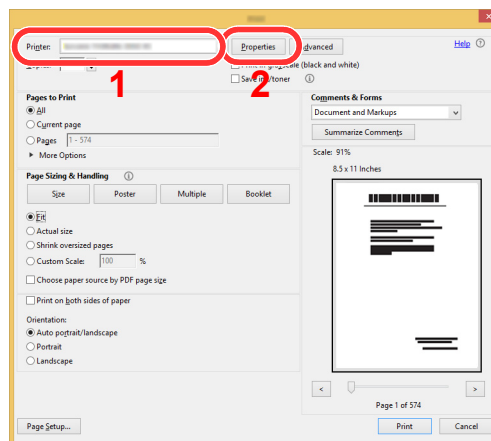 Printer:
Properties
Advanced
Help
1
2
Print in grayscale (black and white)
Save ink/toner
Pages to Print
All
Current page
Pages 1 - 574
More Options
Comments & Forms
Document and Markups
Summarize Comments
Scale: 91%
8.5 x 11 Inches
Page Sizing & Handling
Size Poster Multiple Booklet
Fit
Actual size
Shrink oversized pages
Custom Scale: 100 %
Choose paper source by PDF page size
Print on both sides of paper
Orientation:
Auto portrait/landscape
Portrait
Landscape
< >
Page 1 of 574
Page Setup...
Print Cancel